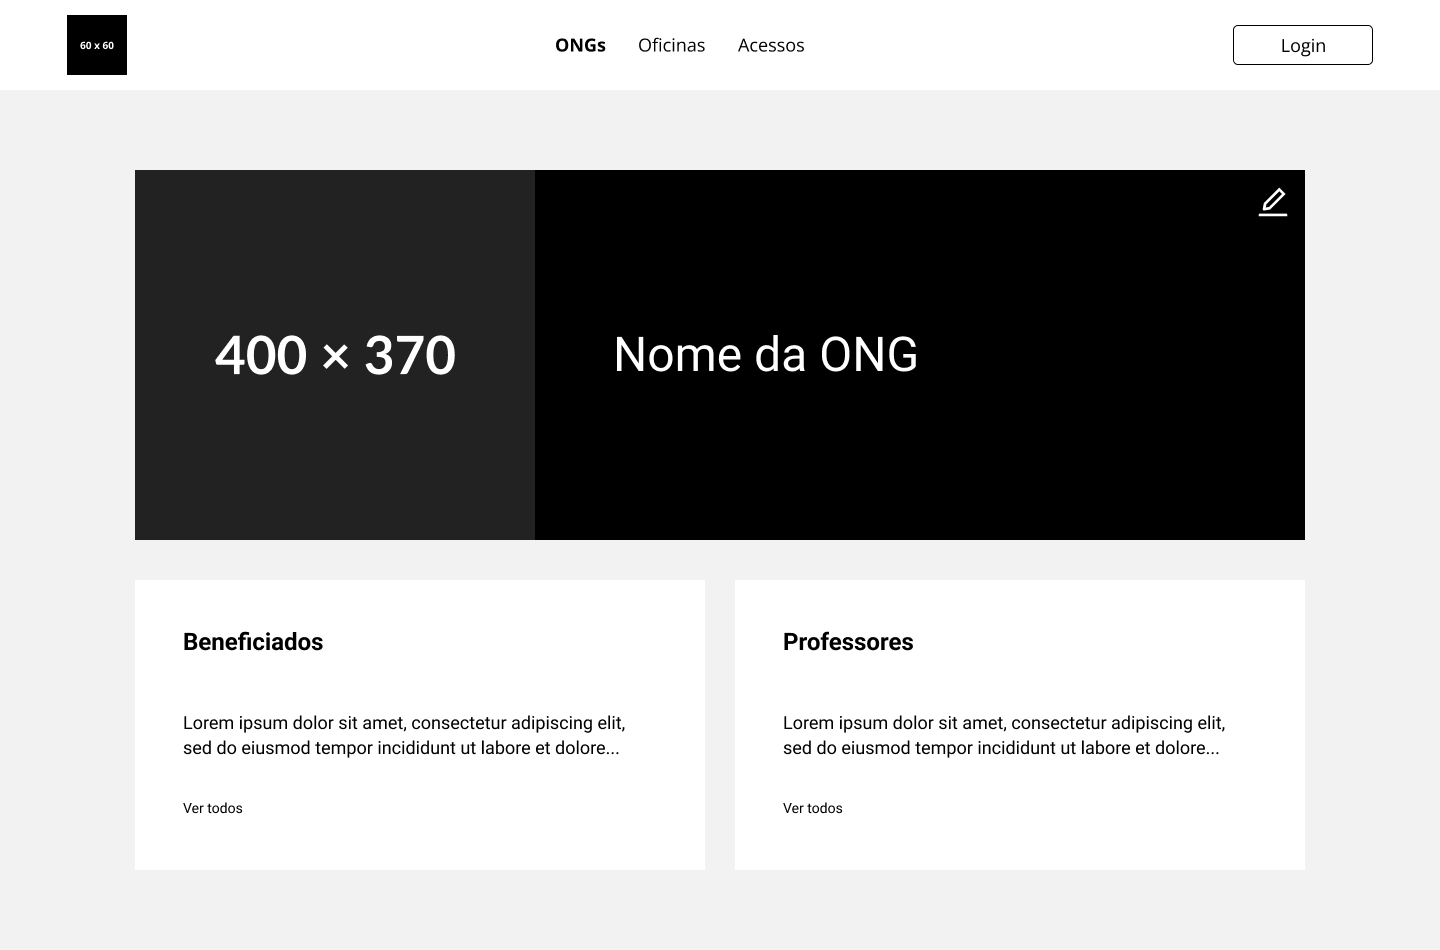 60 x 60
ONGs Oficinas Acessos
Login
400 × 370
Nome da ONG
Beneficiados
Lorem ipsum dolor sit amet, consectetur adipiscing elit,
sed do eiusmod tempor incididunt ut labore et dolore...
Ver todos
Professores
Lorem ipsum dolor sit amet, consectetur adipiscing elit,
sed do eiusmod tempor incididunt ut labore et dolore...
Ver todos